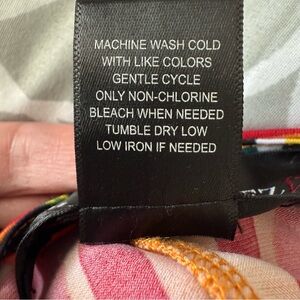 MACHINE WASH COLD
WITH LIKE COLORS
GENTLE CYCLE
ONLY NON-CHLORINE
BLEACH WHEN NEEDED
TUMBLE DRY LOW
LOW IRON IF NEEDED